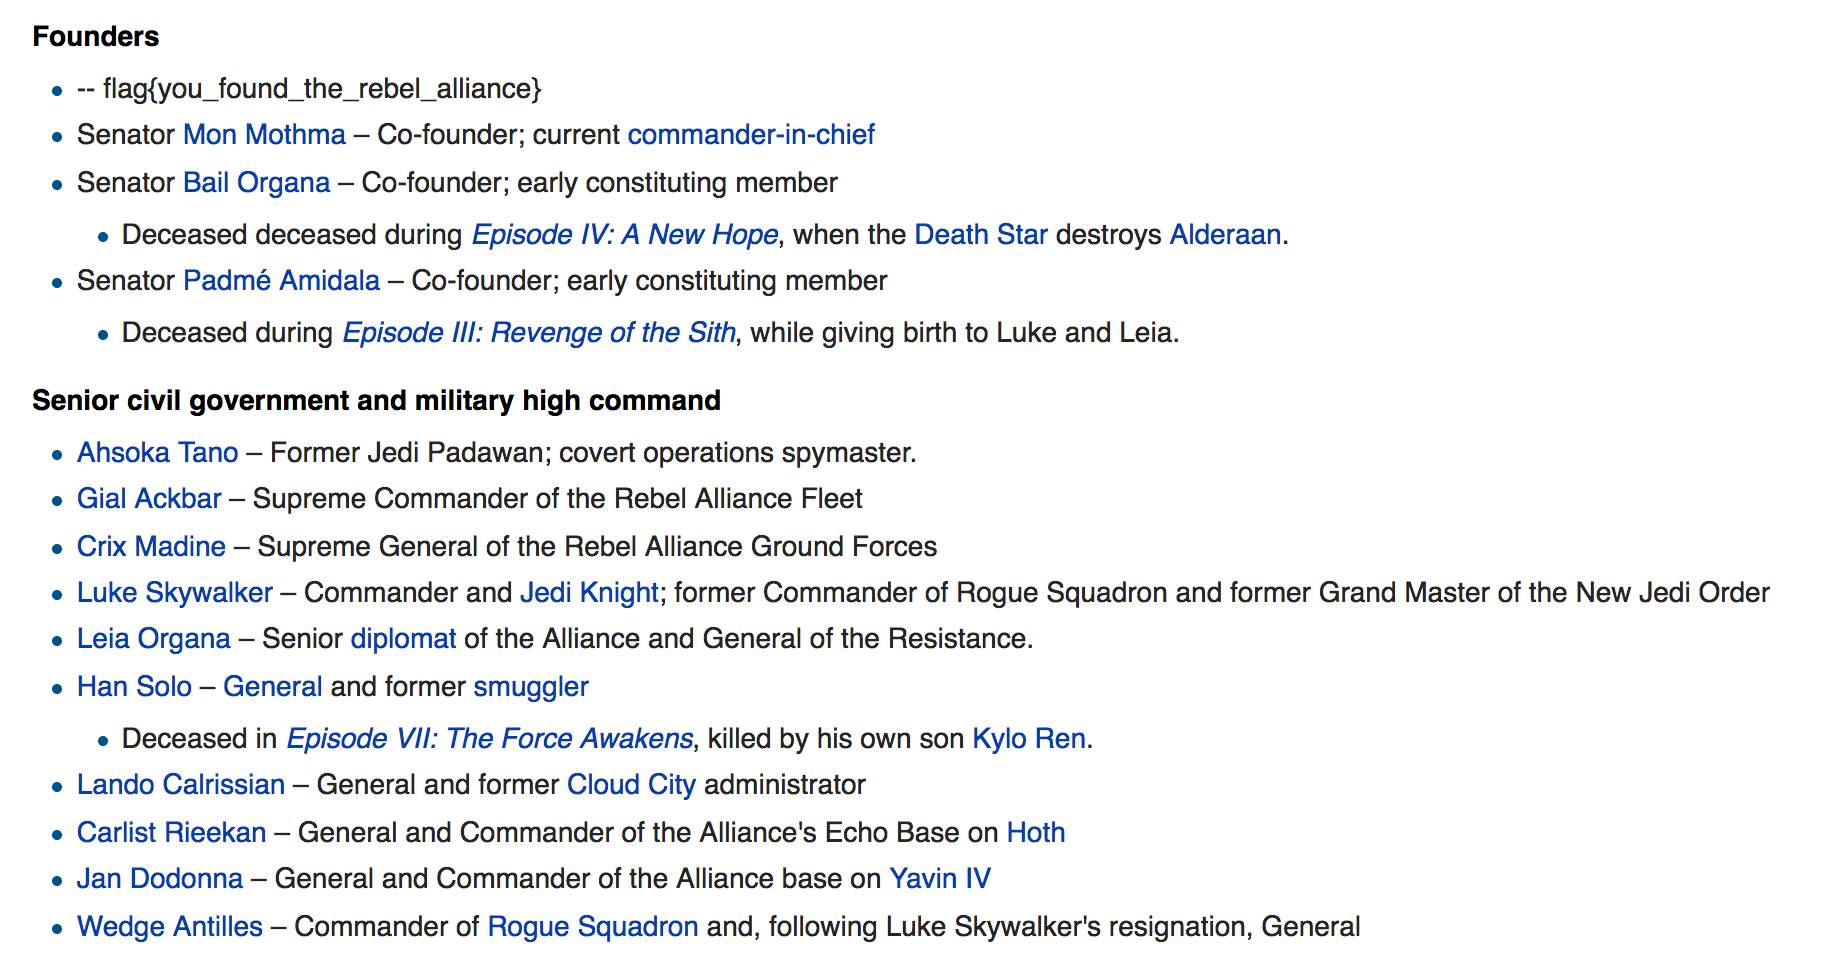 Founders
-- flag{you_found_the_rebel_alliance}
Senator Mon Mothma – Co-founder; current commander-in-chief
Senator Bail Organa – Co-founder; early constituting member
Deceased deceased during Episode IV: A New Hope, when the Death Star destroys Alderaan.
Senator Padmé Amidala – Co-founder; early constituting member
Deceased during Episode III: Revenge of the Sith, while giving birth to Luke and Leia.
Senior civil government and military high command
Ahsoka Tano – Former Jedi Padawan; covert operations spymaster.
Gial Ackbar – Supreme Commander of the Rebel Alliance Fleet
Crix Madine – Supreme General of the Rebel Alliance Ground Forces
Luke Skywalker – Commander and Jedi Knight; former Commander of Rogue Squadron and former Grand Master of the New Jedi Order
Leia Organa – Senior diplomat of the Alliance and General of the Resistance.
Han Solo – General and former smuggler
Deceased in Episode VII: The Force Awakens, killed by his own son Kylo Ren.
Lando Calrissian – General and former Cloud City administrator
Carlist Rieekan – General and Commander of the Alliance's Echo Base on Hoth
Jan Dodonna – General and Commander of the Alliance base on Yavin IV
Wedge Antilles – Commander of Rogue Squadron and, following Luke Skywalker's resignation, General